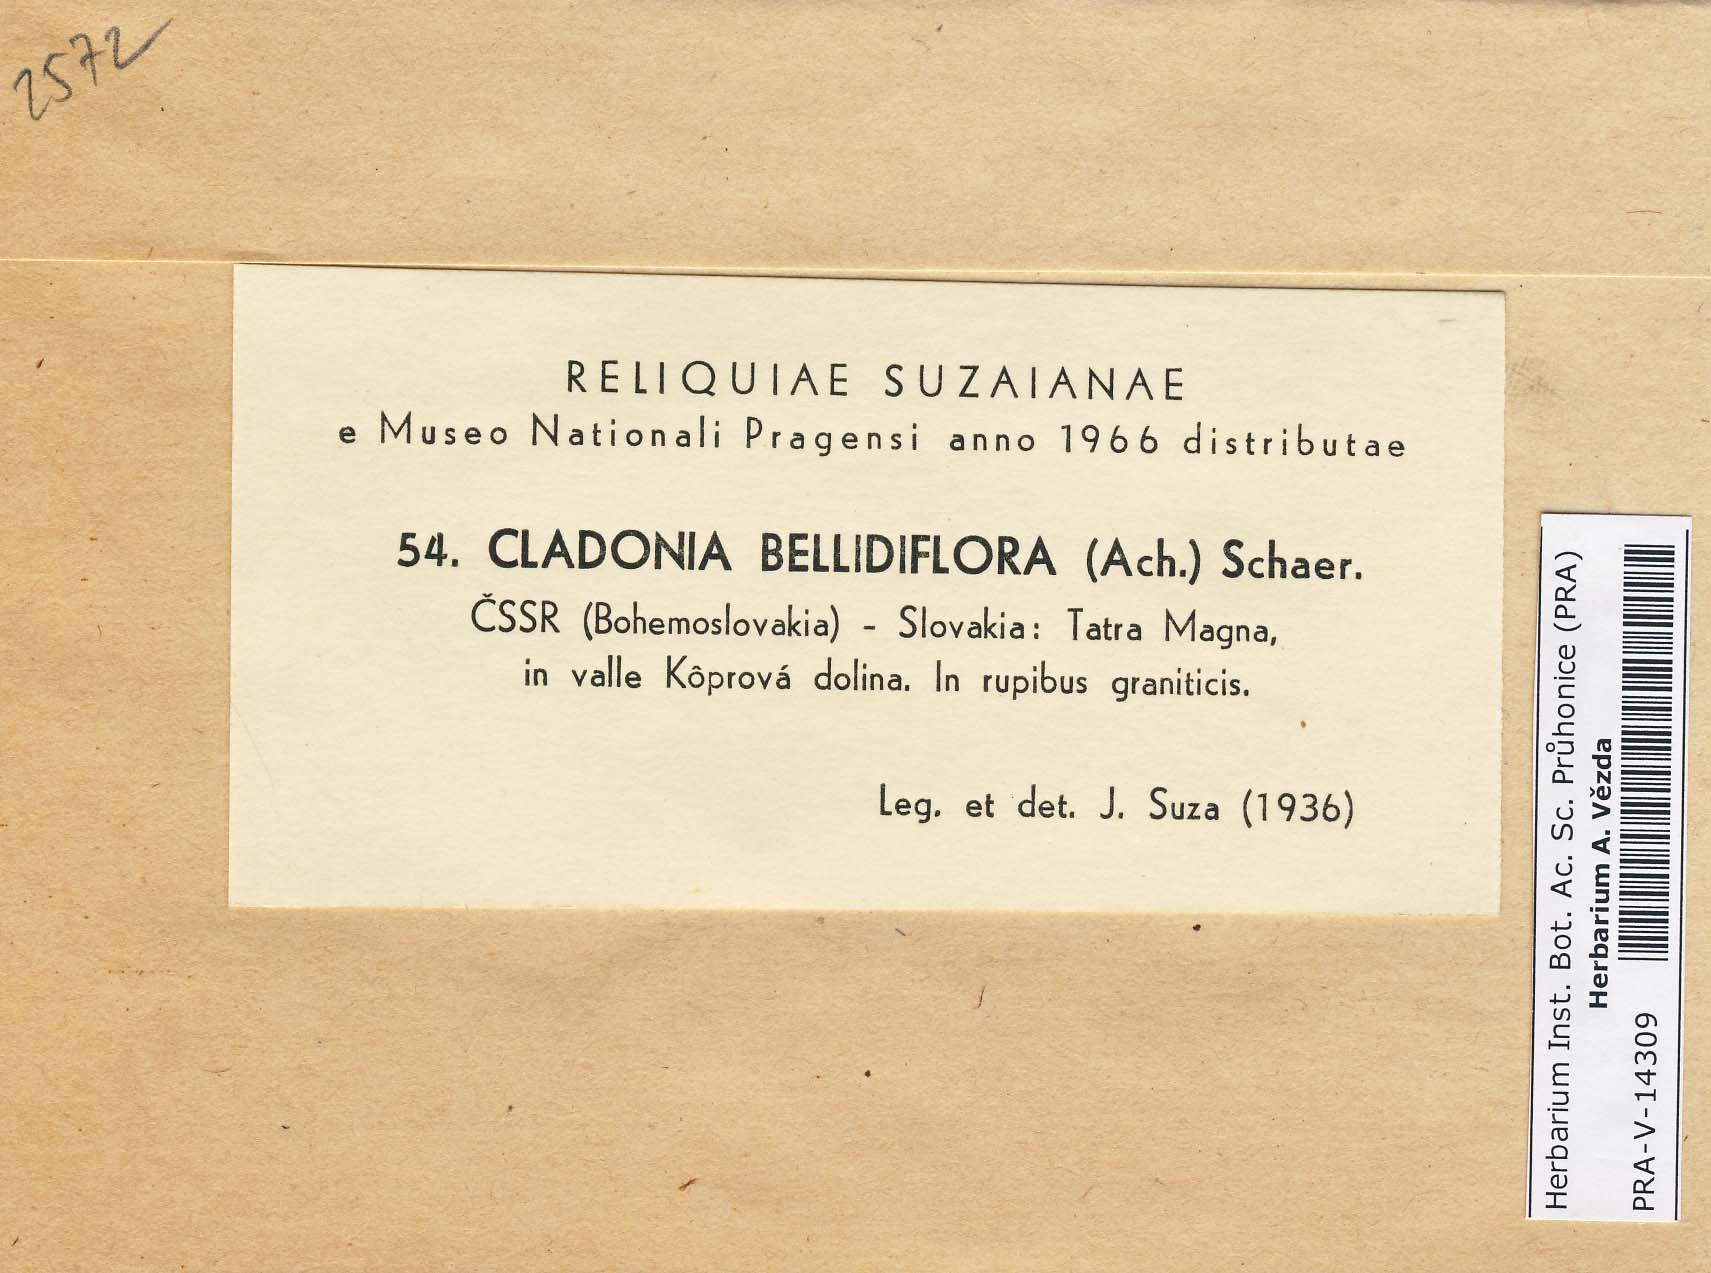 2572
RELIQUIAE SUZAIANAE
e Museo Nationali Pragensi anno 1966 distributae
54. CLADONIA BELLIDIFLORA (Ach.) Schaer.
ČSSR (Bohemoslovakia) - Slovakia: Tatra Magna,
in valle Kôprová dolina. In rupibus graniticis.
Leg. et det. J. Suza (1936)
Herbarium Inst. Bot. Ac. Sc. Průhonice (PRA)
Herbarium A. Vězda
PRA-V-14309